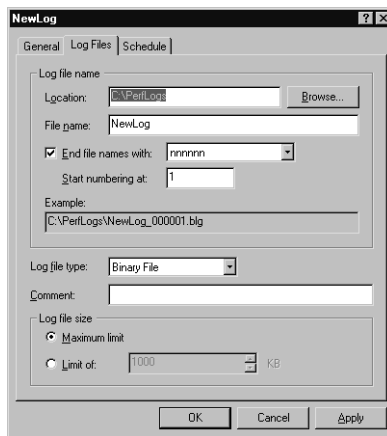 NewLog
General Log Files Schedule
Log file name
Location: C:\PerfLogs Browse...
File name: NewLog
End file names with: nnnnnn
Start numbering at: 1
Example:
C:\PerfLogs\NewLog_000001.blg
Log file type: Binary File
Comment:
Log file size
Maximum limit
Limit of: 1000 KB
OK Cancel Apply